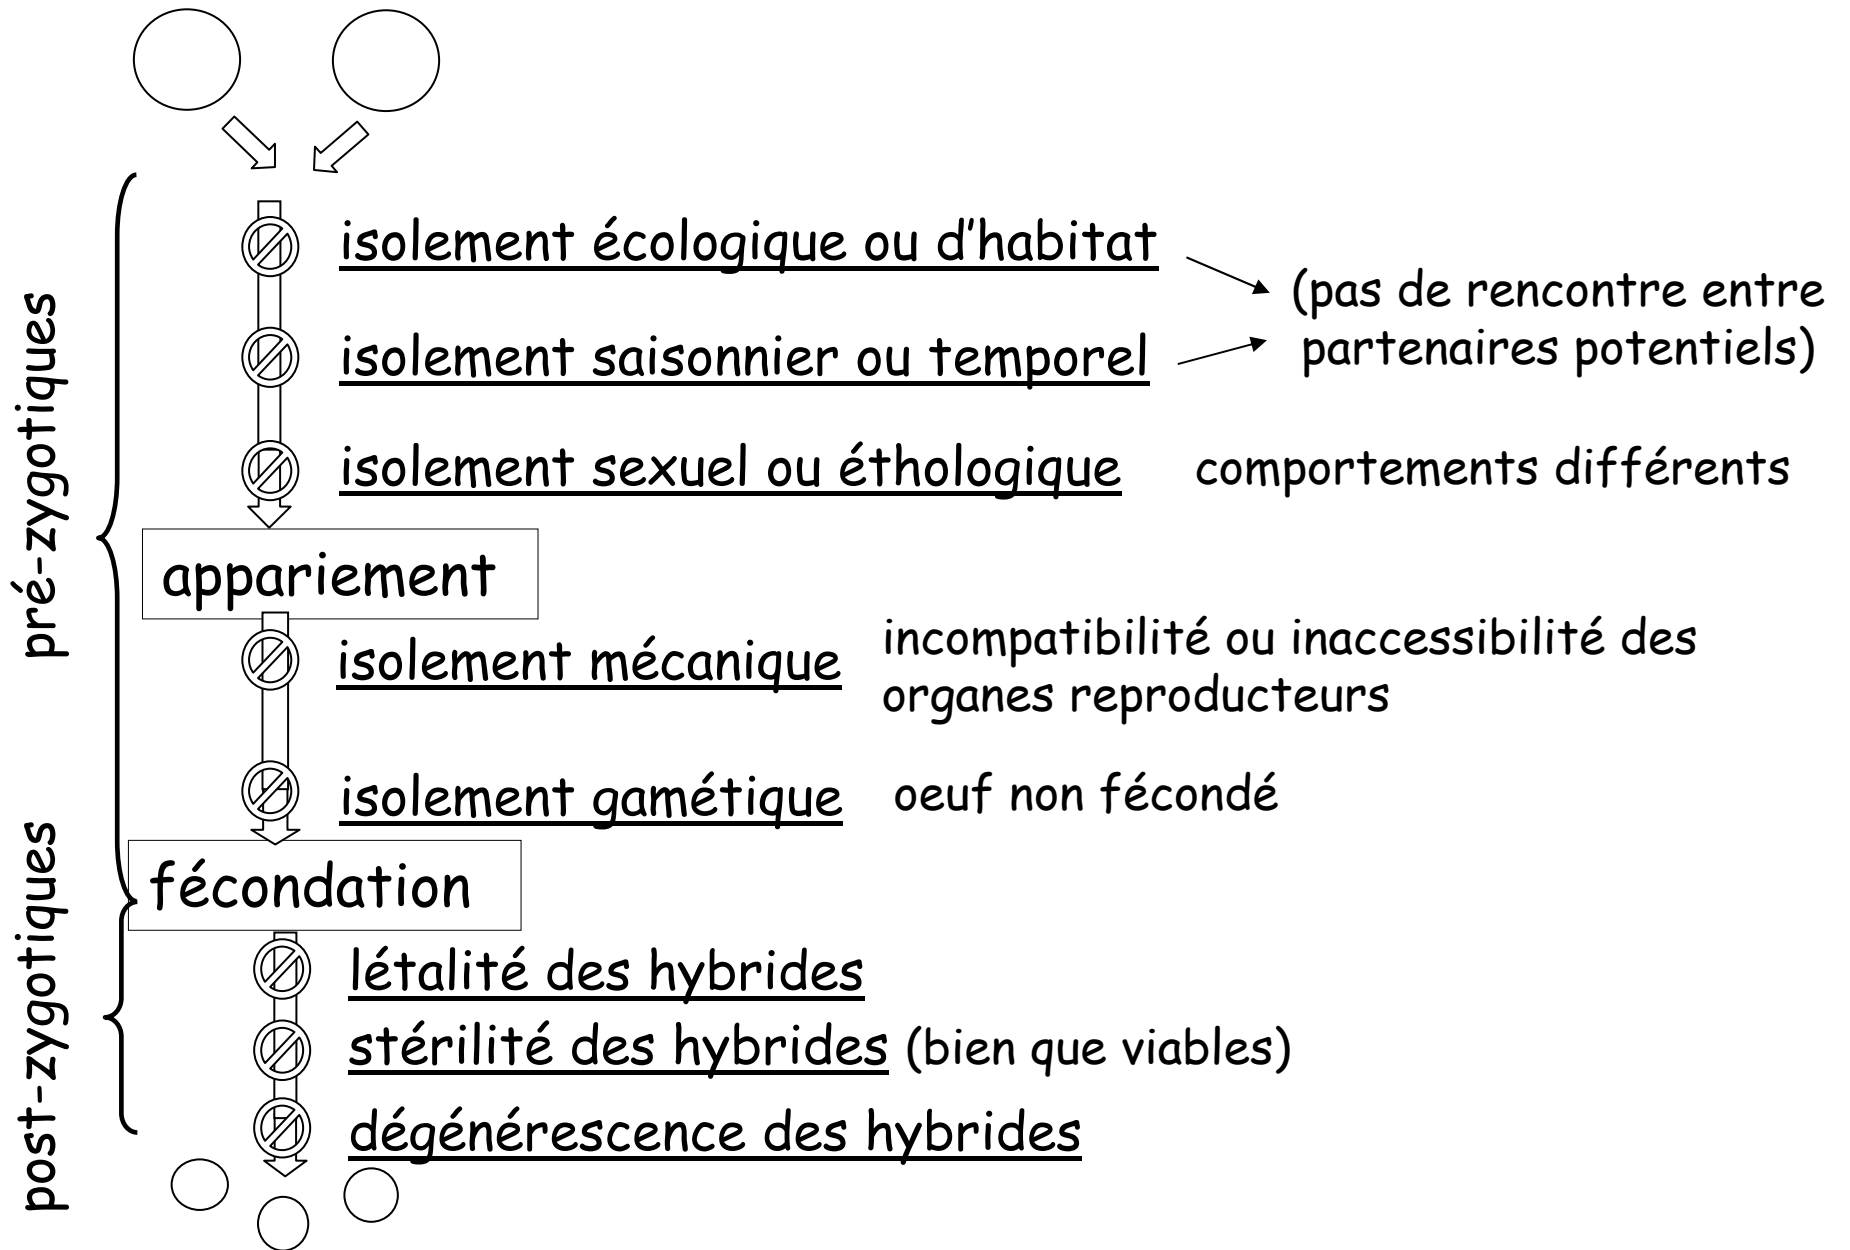 isolement écologique ou d'habitat
(pas de rencontre entre
partenaires potentiels)
isolement saisonnier ou temporel
isolement sexuel ou éthologique
comportements différents
pré-zygotiques
appariement
isolement mécanique
incompatibilité ou inaccessibilité des
organes reproducteurs
isolement gamétique
oeuf non fécondé
fécondation
post-zygotiques
létalité des hybrides
stérilité des hybrides (bien que viables)
dégénérescence des hybrides